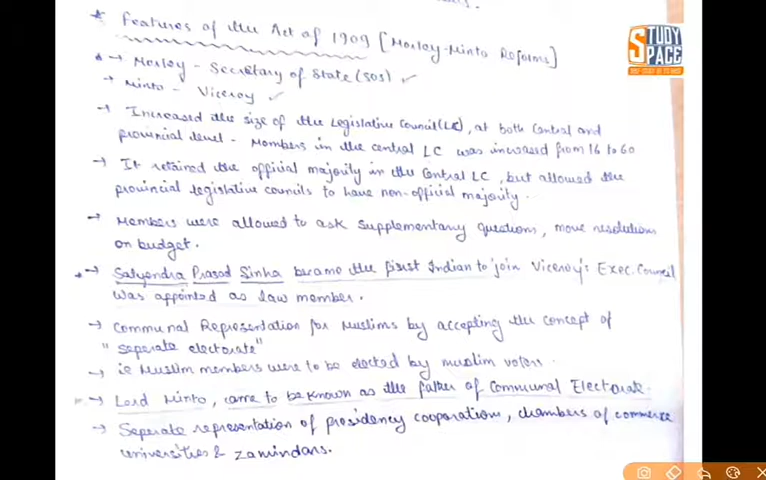 * Features of the Act of 1909 [Morley-Minto Reforms]
STUDY
SPACE
* → Morley - Secretary of State (SOS) ✓
→ Minto - Viceroy ✓
→ Increased the size of the Legislative Council (LC), at both Central and
provincial level - Members in the central LC was increased from 16 to 60
→ It retained the official majority in the Central LC, but allowed the
provincial legislative councils to have non-official majority.
→ Members were allowed to ask supplementary questions, move resolutions
on budget.
→ Satyendra Prasad Sinha became the first Indian to join Viceroy's Exec. Council
was appointed as law member.
→ Communal Representation for Muslims by accepting the concept of
"seperate electorate"
→ ie Muslim members were to be elected by muslim voters.
→ Lord Minto, came to be known as the father of Communal Electorate.
→ Seperate representation of presidency cooporations, chambers of commerce
universities & zamindars.